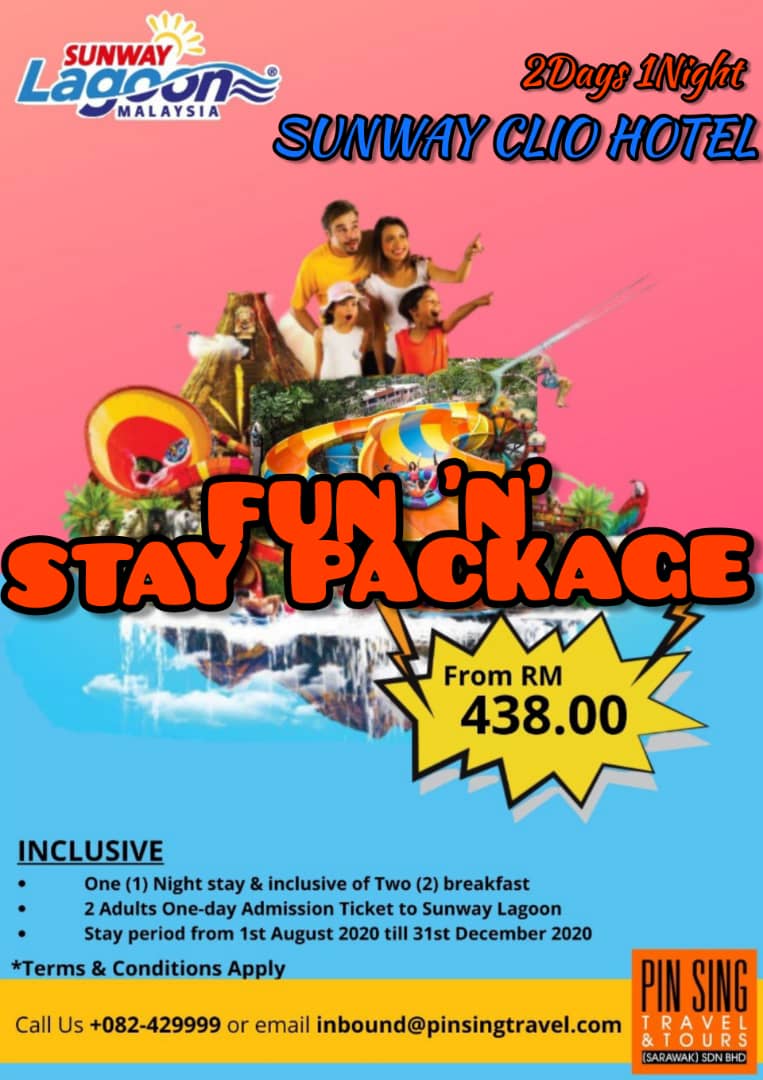 SUNWAY
Lagoon®
MALAYSIA
2Days 1Night
SUNWAY CLIO HOTEL
FUN 'N'
STAY PACKAGE
From RM
438.00
INCLUSIVE
• One (1) Night stay & inclusive of Two (2) breakfast
• 2 Adults One-day Admission Ticket to Sunway Lagoon
• Stay period from 1st August 2020 till 31st December 2020
*Terms & Conditions Apply
Call Us +082-429999 or email inbound@pinsingtravel.com
PIN SING
TRAVEL
& TOURS
(SARAWAK) SDN BHD